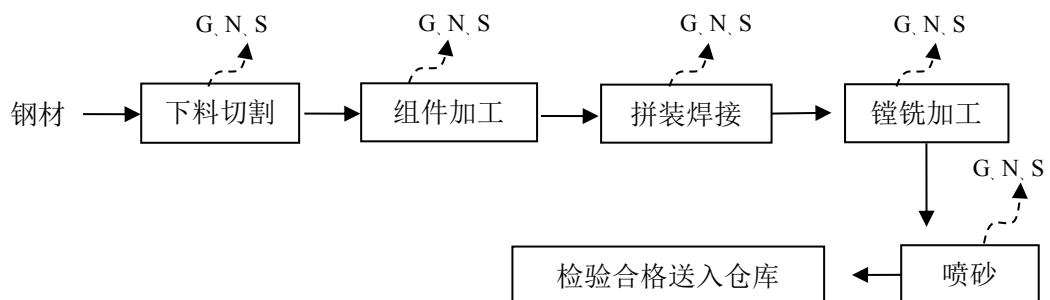 G、N、S
G、N、S
G、N、S
G、N、S
钢材
下料切割
组件加工
拼装焊接
镗铣加工
G、N、S
检验合格送入仓库
喷砂